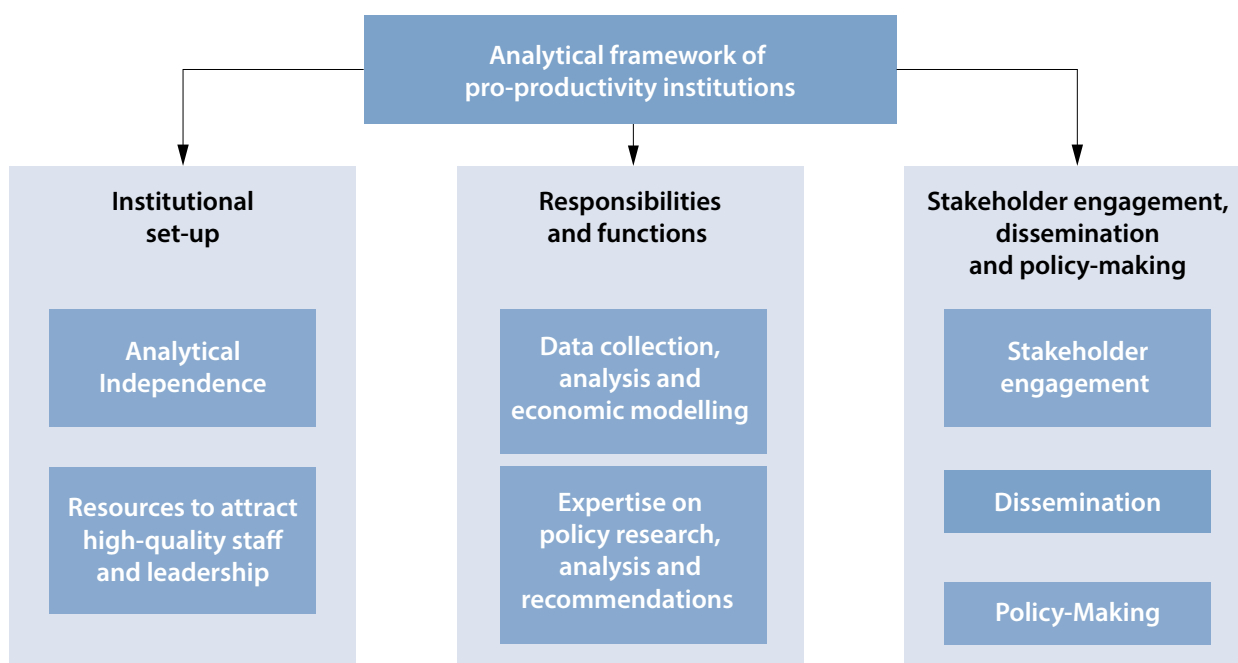 Analytical framework of
pro-productivity institutions
Institutional
set-up
Analytical
Independence
Resources to attract
high-quality staff
and leadership
Responsibilities
and functions
Data collection,
analysis and
economic modelling
Expertise on
policy research,
analysis and
recommendations
Stakeholder engagement,
dissemination
and policy-making
Stakeholder
engagement
Dissemination
Policy-Making